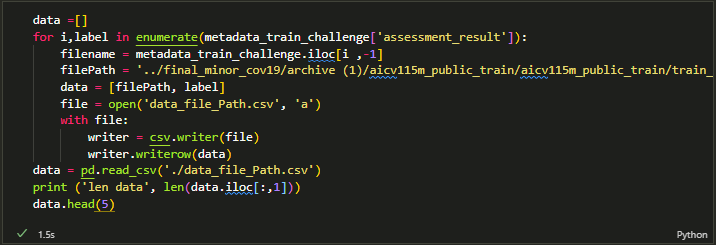 data =[]
for i,label in enumerate(metadata_train_challenge['assessment_result']):
    filename = metadata_train_challenge.iloc[i ,-1]
    filePath = '../final_minor_cov19/archive (1)/aicv115m_public_train/aicv115m_public_train/train_
    data = [filePath, label]
    file = open('data_file_Path.csv', 'a')
    with file:
        writer = csv.writer(file)
        writer.writerow(data)
data = pd.read_csv('./data_file_Path.csv')
print ('len data', len(data.iloc[:,1]))
data.head(5)
✓ 1.5s Python